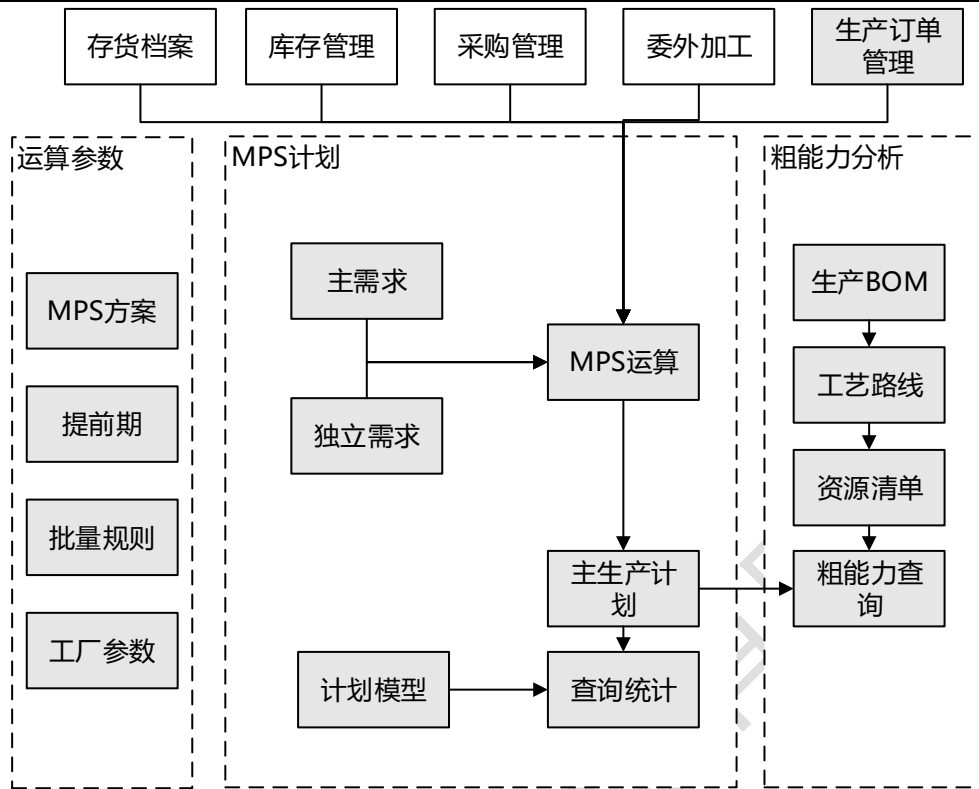 存货档案
库存管理
采购管理
委外加工
生产订单
管理
运算参数
MPS方案
提前期
批量规则
工厂参数
MPS计划
主需求
独立需求
MPS运算
主生产计
划
计划模型
查询统计
粗能力分析
生产BOM
工艺路线
资源清单
粗能力查
询